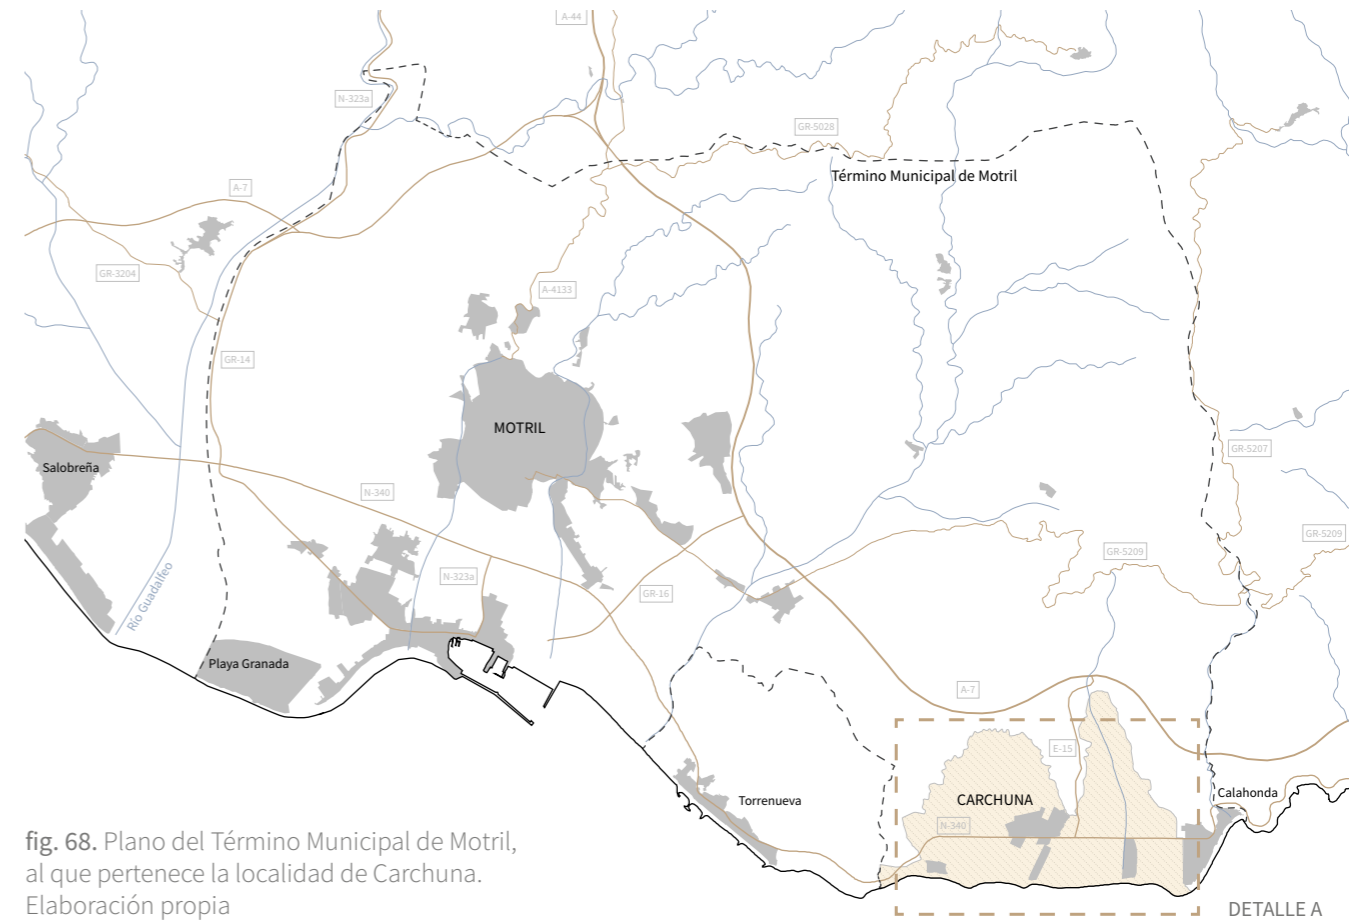 A-44
N-323a
GR-5028
Término Municipal de Motril
A-7
GR-3204
A-4133
GR-14
MOTRIL
Salobreña
GR-5207
N-340
GR-5209
GR-5209
N-323a
Río Guadalfeo
GR-16
Playa Granada
A-7
E-15
Calahonda
Torrenueva
CARCHUNA
N-340
fig. 68. Plano del Término Municipal de Motril,
al que pertenece la localidad de Carchuna.
Elaboración propia
DETALLE A